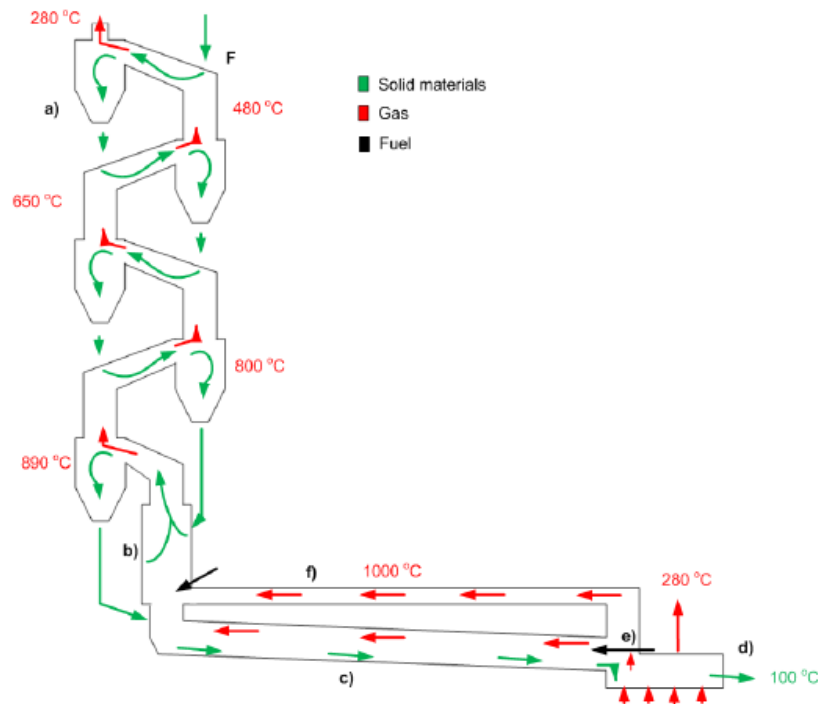 280 °C
F
a)
480 °C
Solid materials
Gas
Fuel
650 °C
800 °C
890 °C
b)
f)
1000 °C
280 °C
e)
d)
c)
100 °C